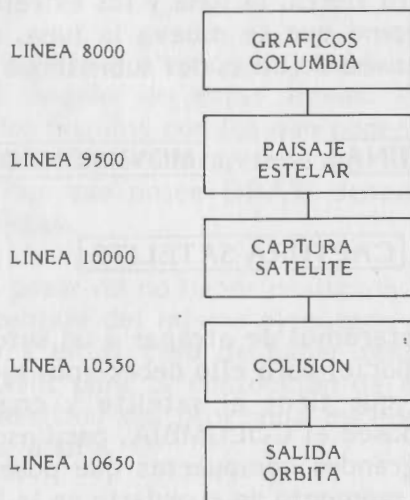 LINEA 8000
GRAFICOS
COLUMBIA
LINEA 9500
PAISAJE
ESTELAR
LINEA 10000
CAPTURA
SATELITE
LINEA 10550
COLISION
LINEA 10650
SALIDA
ORBITA